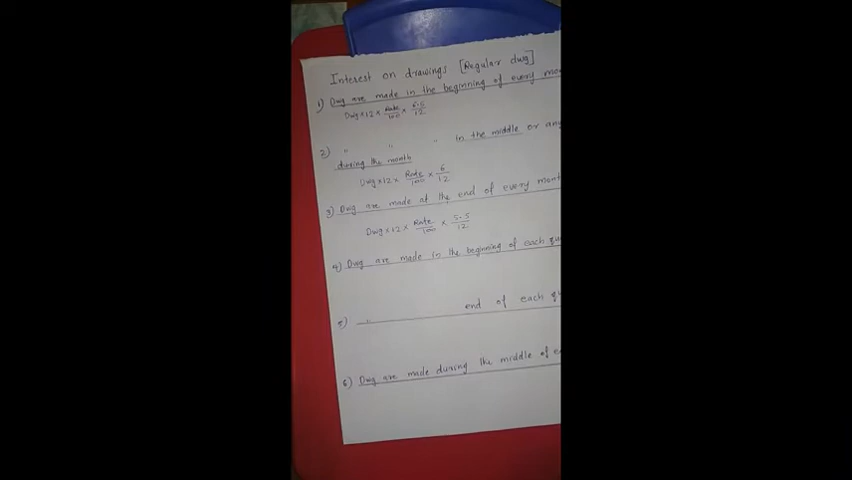 Interest on drawings [Regular dwg]
1) Dwg are made in the beginning of every mon
Dwg × 12 × Rate/100 × 6.5/12
2) " " " in the middle or any
during the month
Dwg × 12 × Rate/100 × 6/12
3) Dwg are made at the end of every mont
Dwg × 12 × Rate/100 × 5.5/12
4) Dwg are made in the beginning of each qu
5) " end of each qu
6) Dwg are made during the middle of e